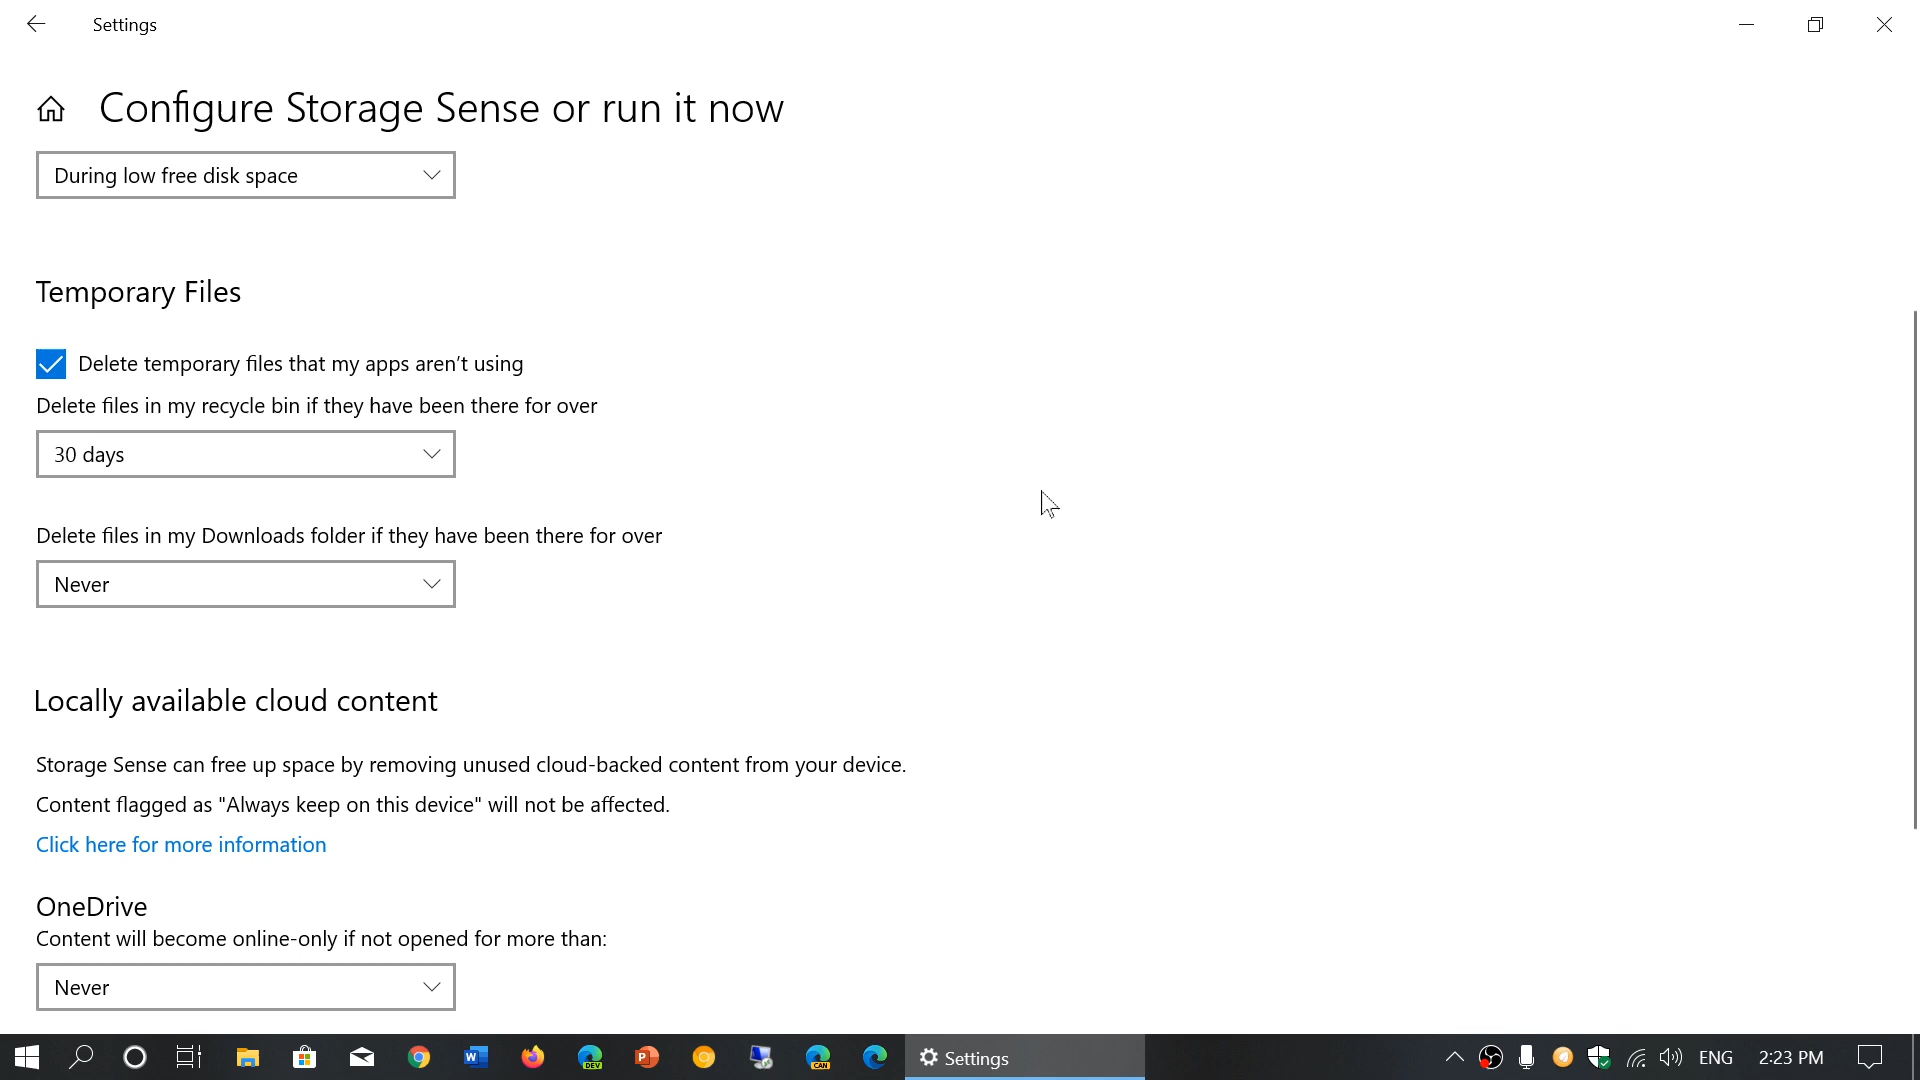 Settings
Configure Storage Sense or run it now
During low free disk space
Temporary Files
Delete temporary files that my apps aren't using
Delete files in my recycle bin if they have been there for over
30 days
Delete files in my Downloads folder if they have been there for over
Never
Locally available cloud content
Storage Sense can free up space by removing unused cloud-backed content from your device.
Content flagged as "Always keep on this device" will not be affected.
Click here for more information
OneDrive
Content will become online-only if not opened for more than:
Never
W
DEV
P
CAN
Settings
ENG
2:23 PM